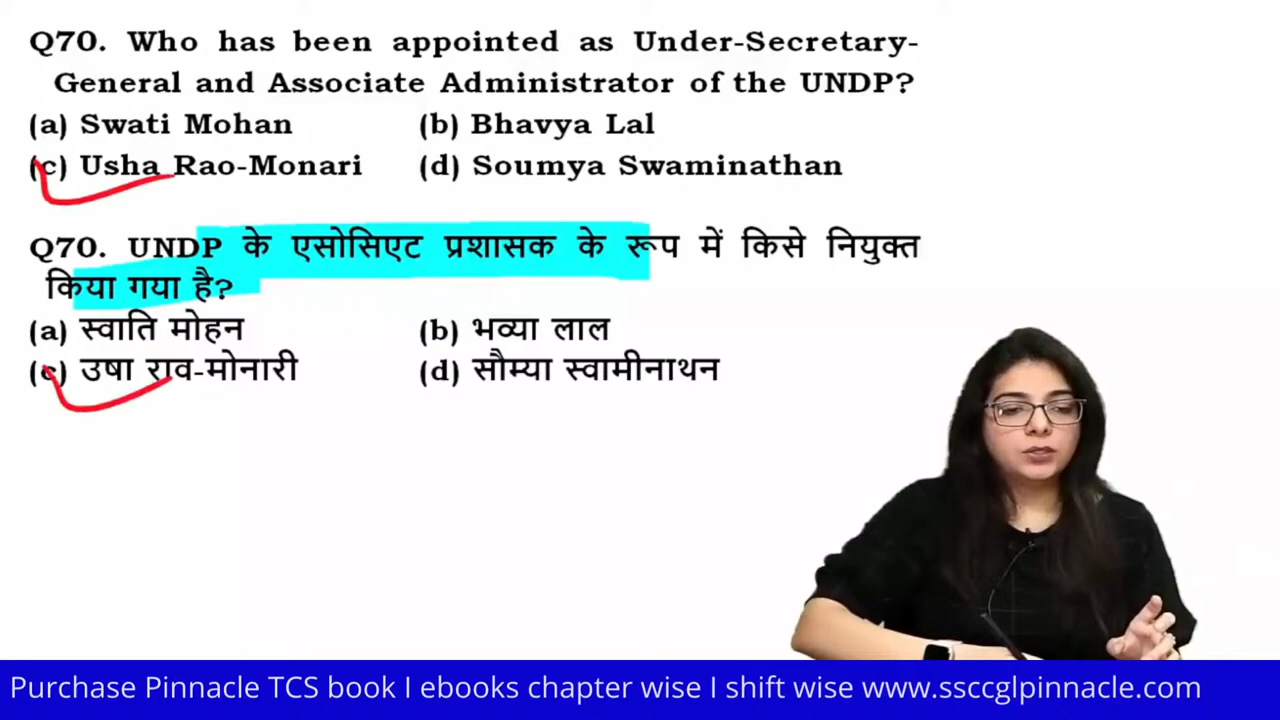 Q70. Who has been appointed as Under-Secretary-
General and Associate Administrator of the UNDP?
(a) Swati Mohan (b) Bhavya Lal
(c) Usha Rao-Monari (d) Soumya Swaminathan
Q70. UNDP के एसोसिएट प्रशासक के रूप में किसे नियुक्त
किया गया है?
(a) स्वाति मोहन (b) भव्या लाल
(c) उषा राव-मोनारी (d) सौम्या स्वामीनाथन
Purchase Pinnacle TCS book I ebooks chapter wise I shift wise www.ssccglpinnacle.com